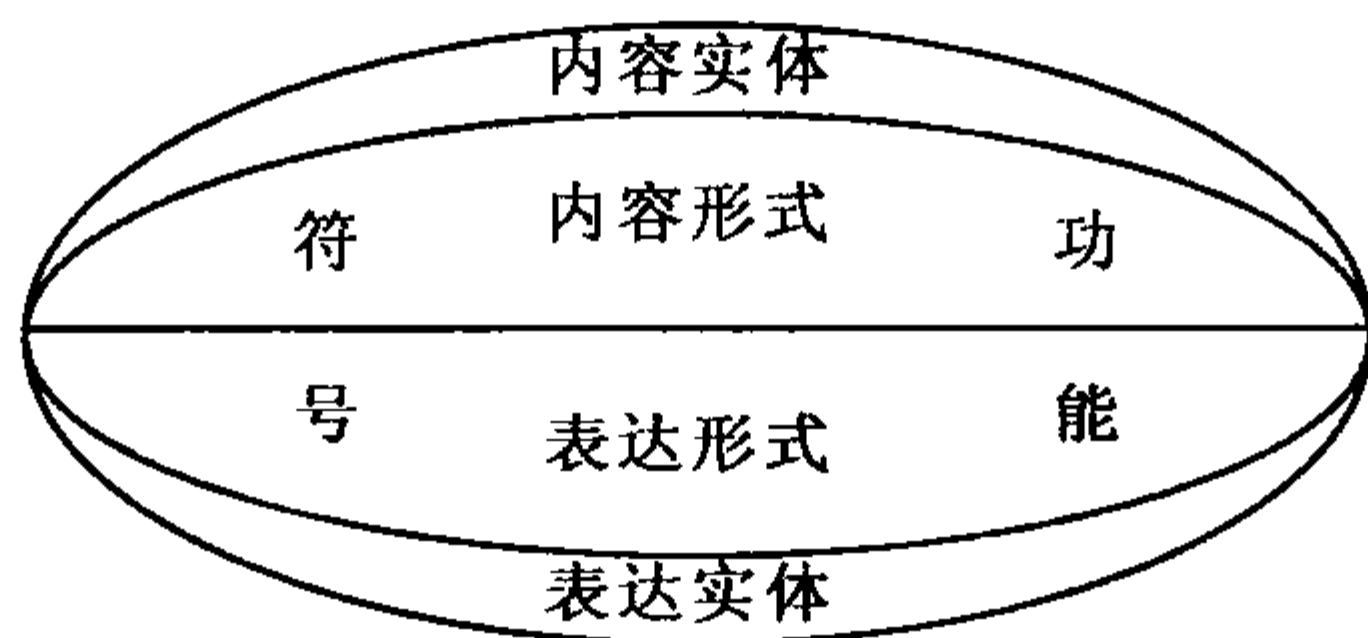 内容实体
内容形式
符 功
号 能
表达形式
表达实体